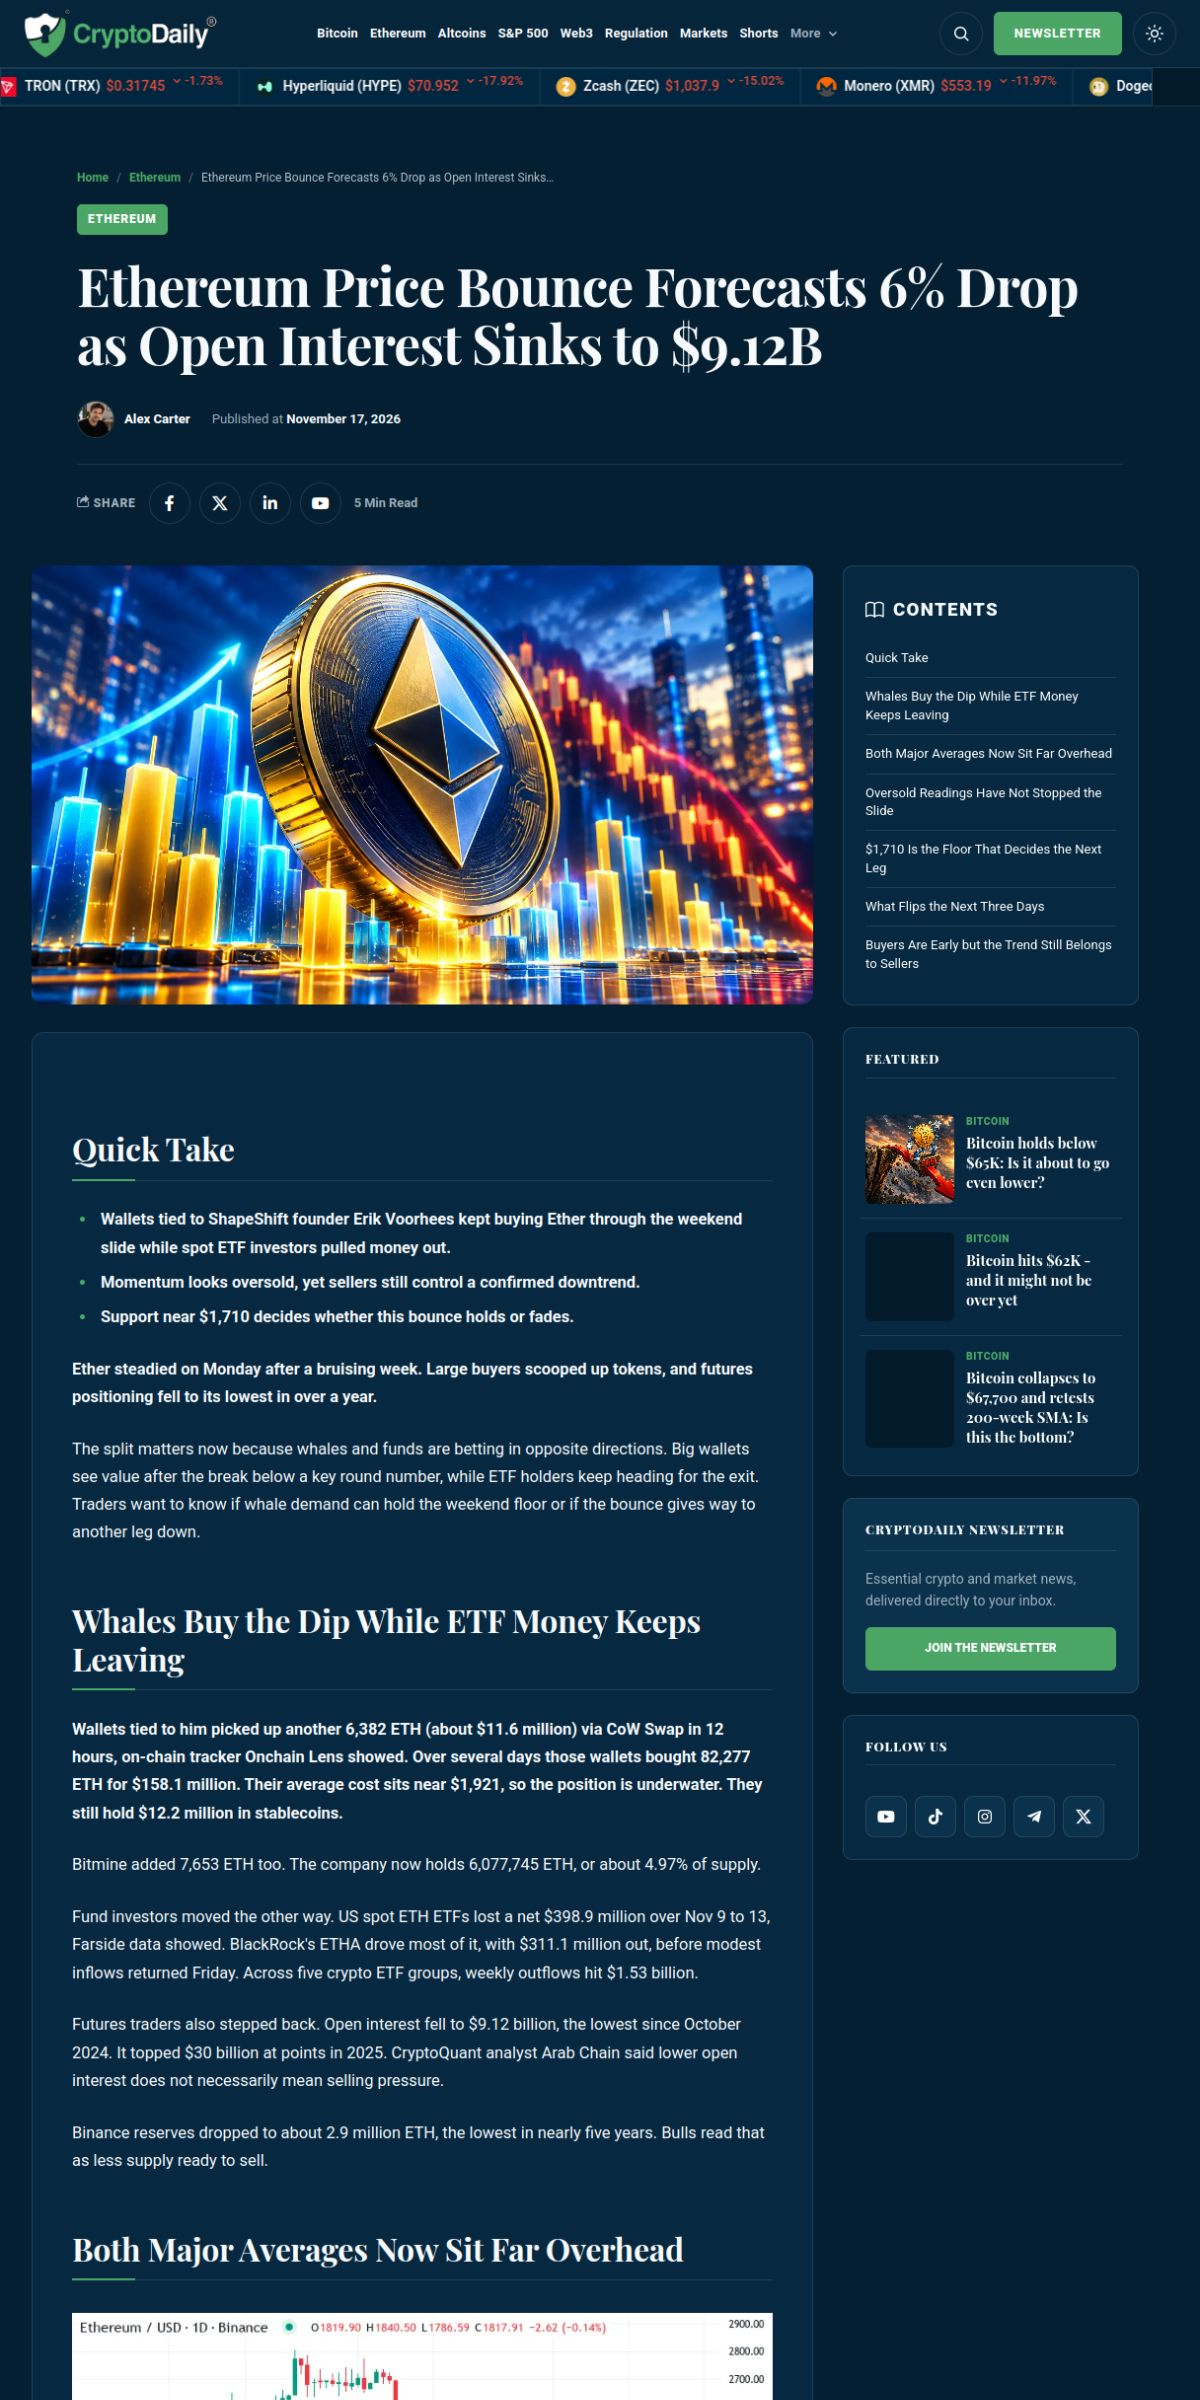 CryptoDaily®
Bitcoin Ethereum Altcoins S&P 500 Web3 Regulation Markets Shorts More
NEWSLETTER
TRON (TRX) $0.31745 -1.73% Hyperliquid (HYPE) $70.952 -17.92% Zcash (ZEC) $1,037.9 -15.02% Monero (XMR) $553.19 -11.97%
Home / Ethereum / Ethereum Price Bounce Forecasts 6% Drop as Open Interest Sinks...
ETHEREUM
Ethereum Price Bounce Forecasts 6% Drop
as Open Interest Sinks to $9.12B
Alex Carter Published at November 17, 2026
SHARE 5 Min Read
CONTENTS
Quick Take
Whales Buy the Dip While ETF Money
Keeps Leaving
Both Major Averages Now Sit Far Overhead
Oversold Readings Have Not Stopped the
Slide
$1,710 Is the Floor That Decides the Next
Leg
What Flips the Next Three Days
Buyers Are Early but the Trend Still Belongs
to Sellers
FEATURED
BITCOIN
Bitcoin holds below
$65K: Is it about to go
even lower?
BITCOIN
Bitcoin hits $62K -
and it might not be
over yet
BITCOIN
Bitcoin collapses to
$67,700 and retests
200-week SMA: Is
this the bottom?
CRYPTODAILY NEWSLETTER
Essential crypto and market news,
delivered directly to your inbox.
JOIN THE NEWSLETTER
FOLLOW US
Quick Take
Wallets tied to ShapeShift founder Erik Voorhees kept buying Ether through the weekend
slide while spot ETF investors pulled money out.
Momentum looks oversold, yet sellers still control a confirmed downtrend.
Support near $1,710 decides whether this bounce holds or fades.
Ether steadied on Monday after a bruising week. Large buyers scooped up tokens, and futures
positioning fell to its lowest in over a year.
The split matters now because whales and funds are betting in opposite directions. Big wallets
see value after the break below a key round number, while ETF holders keep heading for the exit.
Traders want to know if whale demand can hold the weekend floor or if the bounce gives way to
another leg down.
Whales Buy the Dip While ETF Money Keeps
Leaving
Wallets tied to him picked up another 6,382 ETH (about $11.6 million) via CoW Swap in 12
hours, on-chain tracker Onchain Lens showed. Over several days those wallets bought 82,277
ETH for $158.1 million. Their average cost sits near $1,921, so the position is underwater. They
still hold $12.2 million in stablecoins.
Bitmine added 7,653 ETH too. The company now holds 6,077,745 ETH, or about 4.97% of supply.
Fund investors moved the other way. US spot ETH ETFs lost a net $398.9 million over Nov 9 to 13,
Farside data showed. BlackRock's ETHA drove most of it, with $311.1 million out, before modest
inflows returned Friday. Across five crypto ETF groups, weekly outflows hit $1.53 billion.
Futures traders also stepped back. Open interest fell to $9.12 billion, the lowest since October
2024. It topped $30 billion at points in 2025. CryptoQuant analyst Arab Chain said lower open
interest does not necessarily mean selling pressure.
Binance reserves dropped to about 2.9 million ETH, the lowest in nearly five years. Bulls read that
as less supply ready to sell.
Both Major Averages Now Sit Far Overhead
Ethereum / USD · 1D · Binance O1819.90 H1840.50 L1786.59 C1817.91 −2.62 (−0.14%)
2900.00
2800.00
2700.00